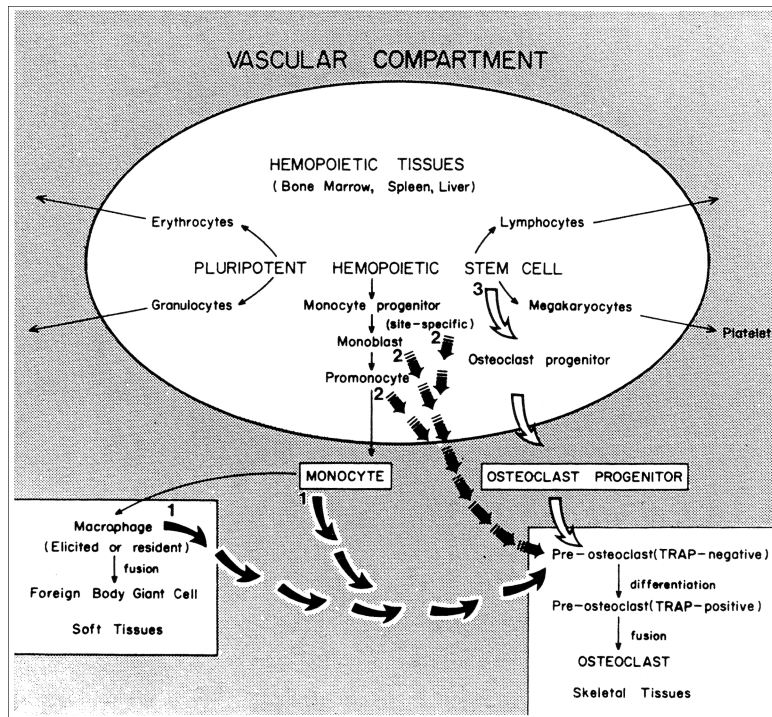 VASCULAR COMPARTMENT
HEMOPOIETIC TISSUES
(Bone Marrow, Spleen, Liver)
Erythrocytes
Lymphocytes
PLURIPOTENT HEMOPOIETIC STEM CELL
3
Granulocytes
Monocyte progenitor
Megakaryocytes
(site-specific)
Platelet
Monoblast
2
2
Osteoclast progenitor
Promonocyte
2
MONOCYTE
OSTEOCLAST PROGENITOR
1
1
Macrophage
(Elicited or resident)
fusion
Foreign Body Giant Cell
Soft Tissues
Pre-osteoclast(TRAP-negative)
differentiation
Pre-osteoclast(TRAP-positive)
fusion
OSTEOCLAST
Skeletal Tissues